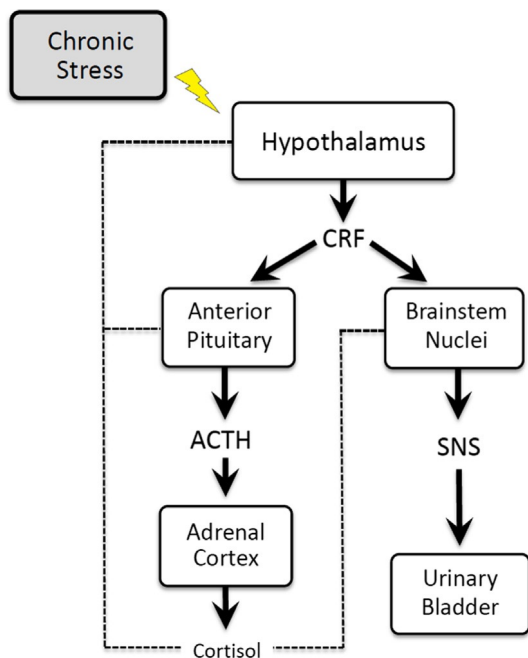 Chronic
Stress
Hypothalamus
CRF
Anterior
Pituitary
Brainstem
Nuclei
ACTH
SNS
Adrenal
Cortex
Urinary
Bladder
Cortisol